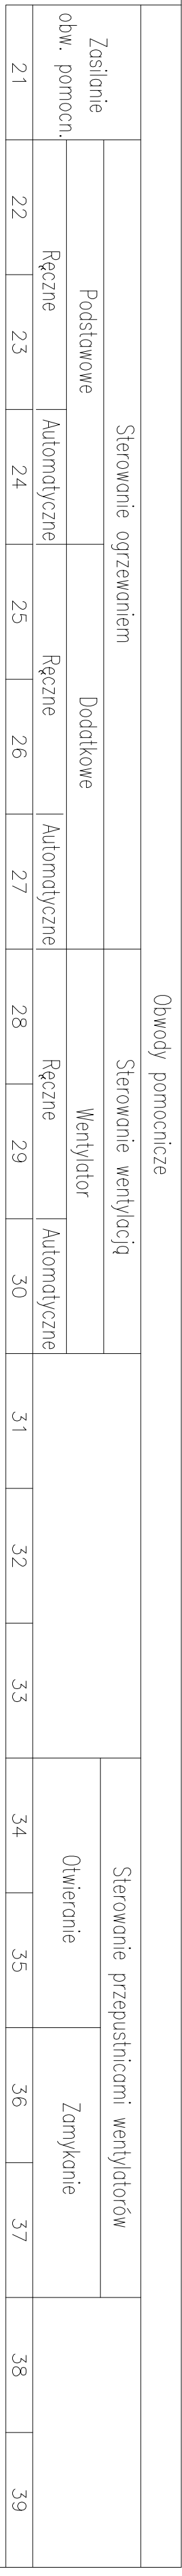 Obwody pomocnicze
Zasilanie
obw. pomocn.
Sterowanie ogrzewaniem
Sterowanie wentylacją
Sterowanie przepustnicami wentylatorów
Podstawowe
Dodatkowe
Wentylator
Otwieranie
Zamykanie
Ręczne
Automatyczne
Ręczne
Automatyczne
Ręczne
Automatyczne
21 22 23 24 25 26 27 28 29 30 31 32 33 34 35 36 37 38 39